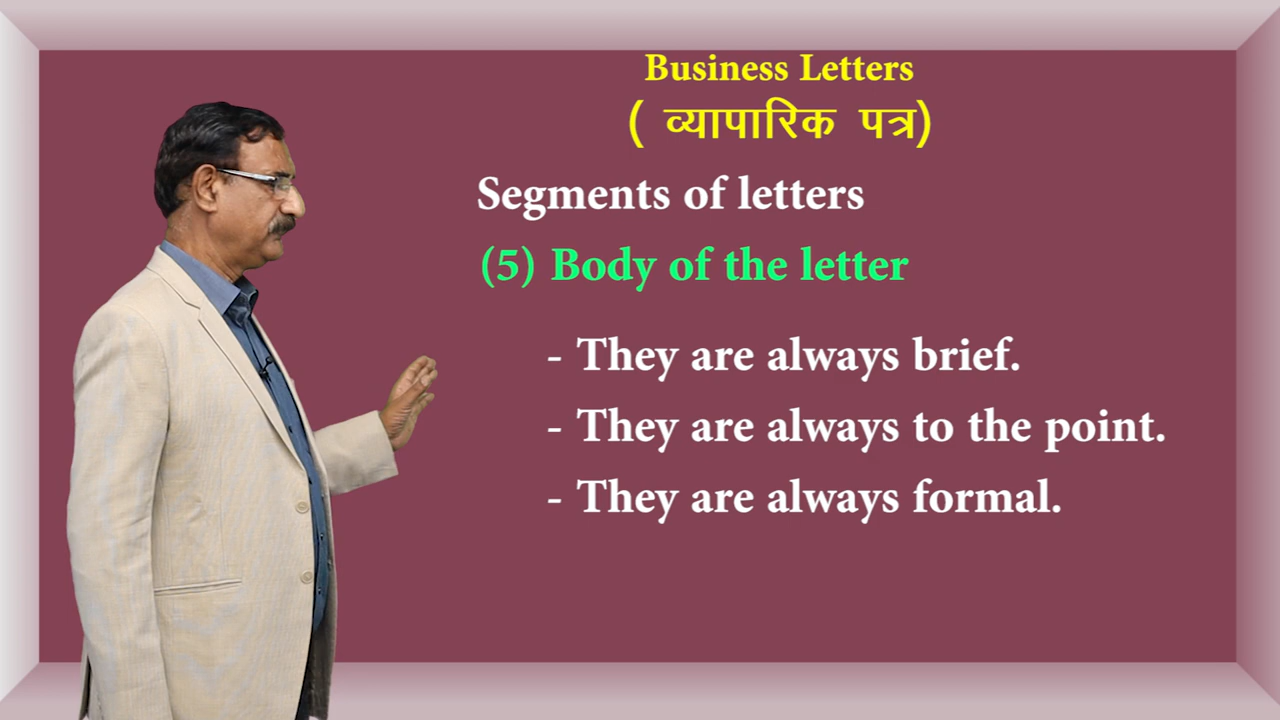 Business Letters
( व्यापारिक पत्र)
Segments of letters
(5) Body of the letter
- They are always brief.
- They are always to the point.
- They are always formal.